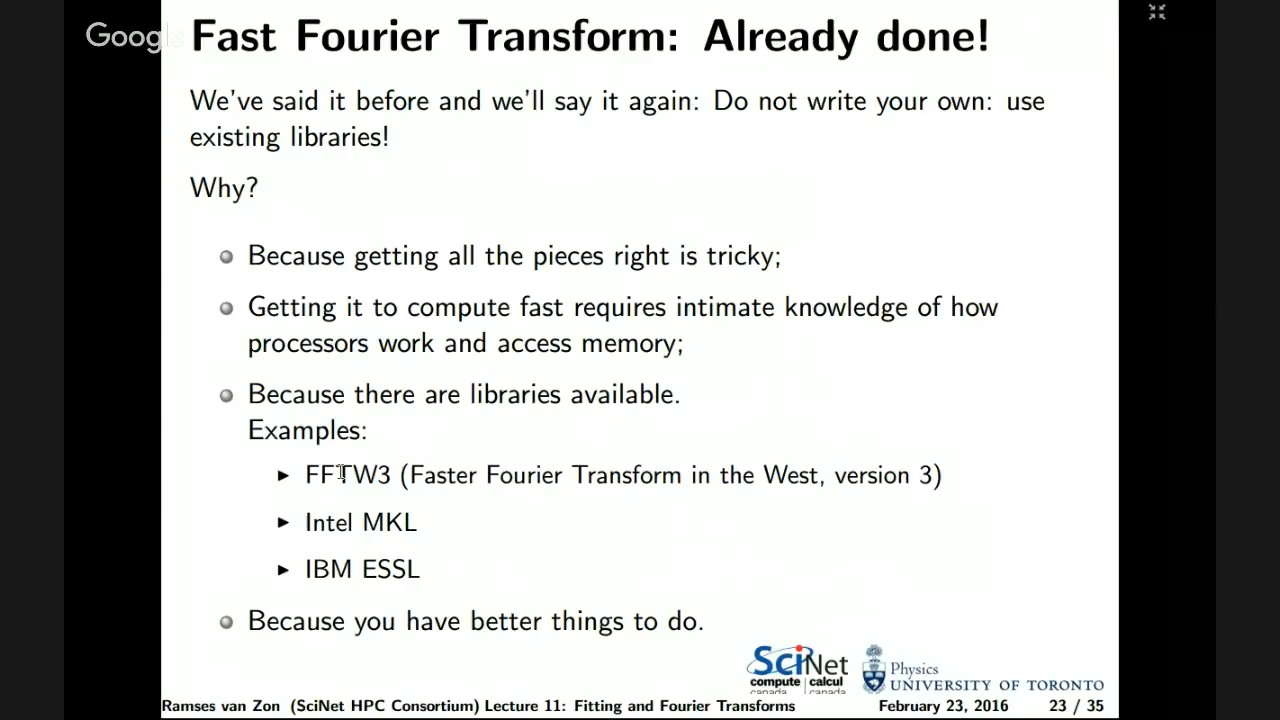 Google
Fast Fourier Transform: Already done!
We've said it before and we'll say it again: Do not write your own: use
existing libraries!
Why?
Because getting all the pieces right is tricky;
Getting it to compute fast requires intimate knowledge of how
processors work and access memory;
Because there are libraries available.
Examples:
FFTW3 (Faster Fourier Transform in the West, version 3)
Intel MKL
IBM ESSL
Because you have better things to do.
SciNet
compute | calcul
canada canada
Physics
UNIVERSITY OF TORONTO
Ramses van Zon (SciNet HPC Consortium) Lecture 11: Fitting and Fourier Transforms February 23, 2016 23 / 35